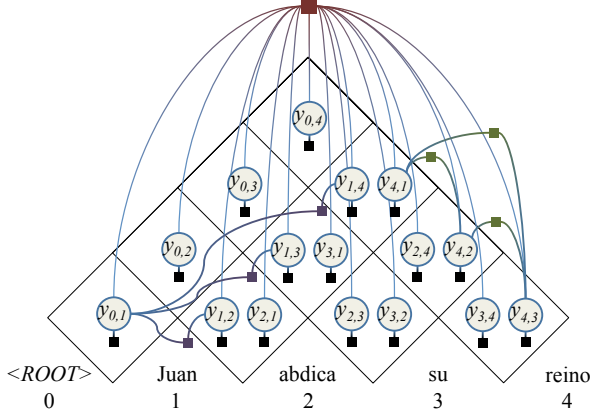 y0,4
y0,3 y1,4 y4,1
y0,2 y1,3 y3,1 y2,4 y4,2
y0,1 y1,2 y2,1 y2,3 y3,2 y3,4 y4,3
<ROOT> Juan abdica su reino
0 1 2 3 4